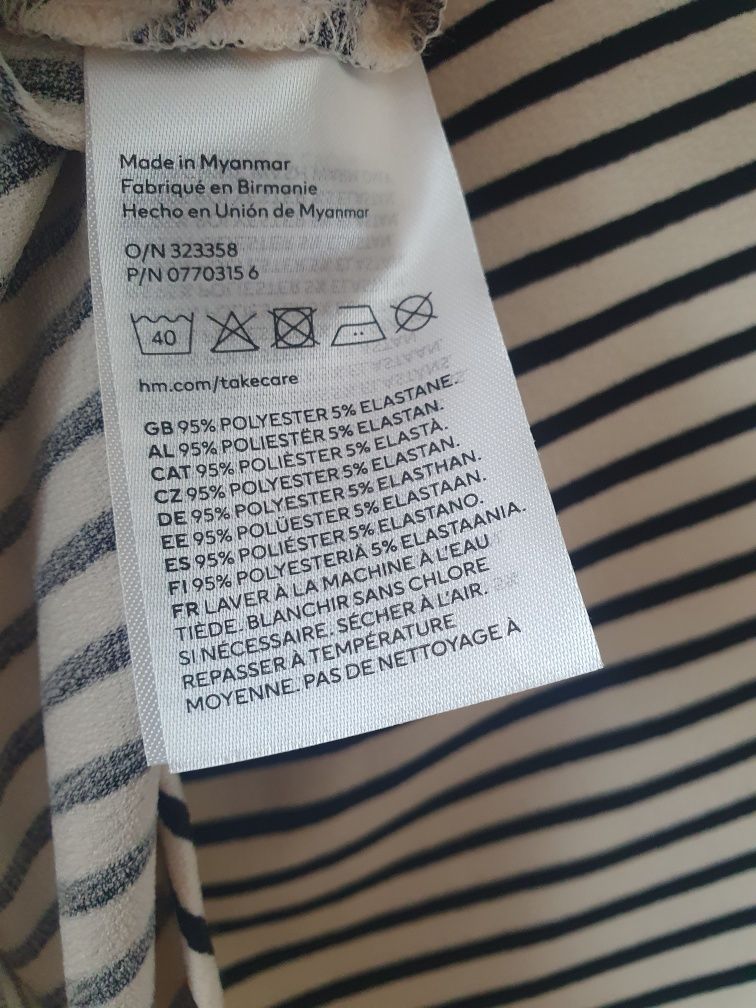 Made in Myanmar
Fabriqué en Birmanie
Hecho en Unión de Myanmar
O/N 323358
P/N 0770315 6
40
hm.com/takecare
GB 95% POLYESTER 5% ELASTANE.
AL 95% POLIESTËR 5% ELASTAN.
CAT 95% POLIÈSTER 5% ELASTÀ.
CZ 95% POLYESTER 5% ELASTAN.
DE 95% POLYESTER 5% ELASTHAN.
EE 95% POLÜESTER 5% ELASTAAN.
ES 95% POLIÉSTER 5% ELASTANO.
FI 95% POLYESTERIÄ 5% ELASTAANIA.
FR LAVER À LA MACHINE À L'EAU
TIÈDE. BLANCHIR SANS CHLORE
SI NÉCESSAIRE. SÉCHER À L'AIR.
REPASSER À TEMPÉRATURE
MOYENNE. PAS DE NETTOYAGE À